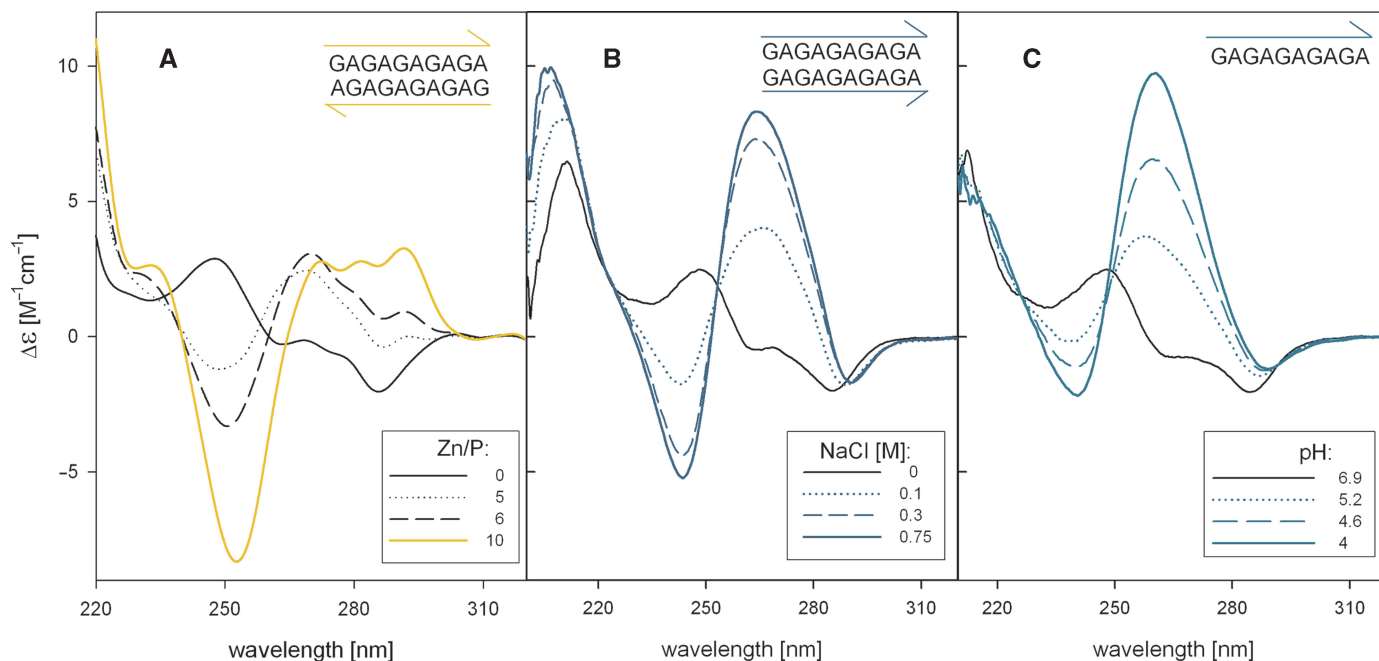 A
GAGAGAGAGA
AGAGAGAGAG
B
GAGAGAGAGA
GAGAGAGAGA
C
GAGAGAGAGA
10
5
0
−5
Δε [M⁻¹cm⁻¹]
Zn/P:
0
5
6
10
NaCl [M]:
0
0.1
0.3
0.75
pH:
6.9
5.2
4.6
4
220 250 280 310
220 250 280 310
220 250 280 310
wavelength [nm]
wavelength [nm]
wavelength [nm]